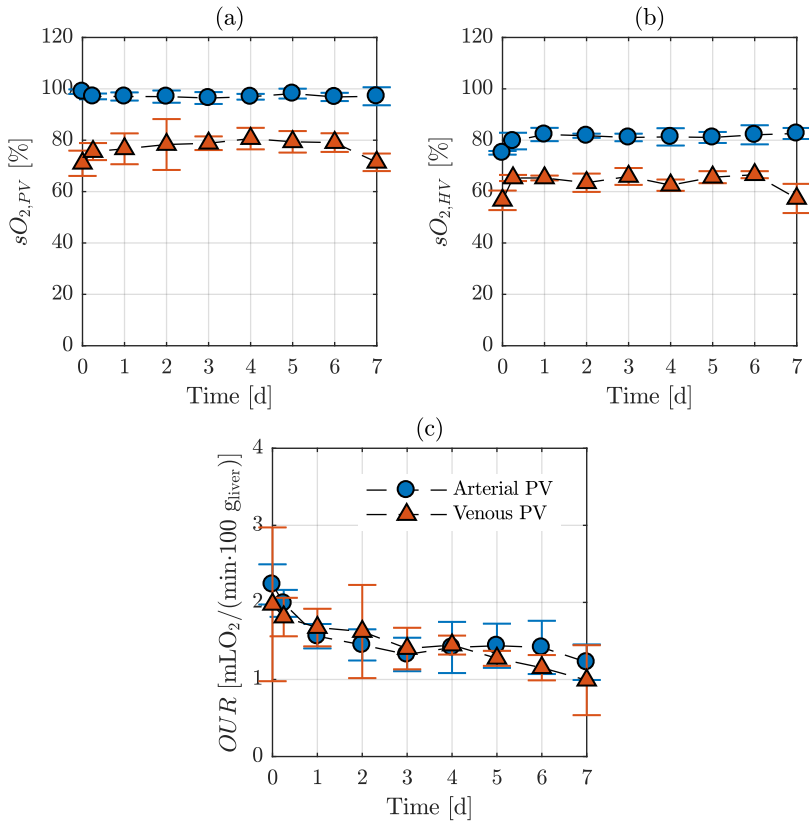 (a)
120
100
80
60
40
20
0
sO2,PV [%]
0 1 2 3 4 5 6 7
Time [d]
(b)
120
100
80
60
40
20
0
sO2,HV [%]
0 1 2 3 4 5 6 7
Time [d]
(c)
4
3
2
1
0
OUR [mLO2/(min·100 gliver)]
Arterial PV
Venous PV
0 1 2 3 4 5 6 7
Time [d]